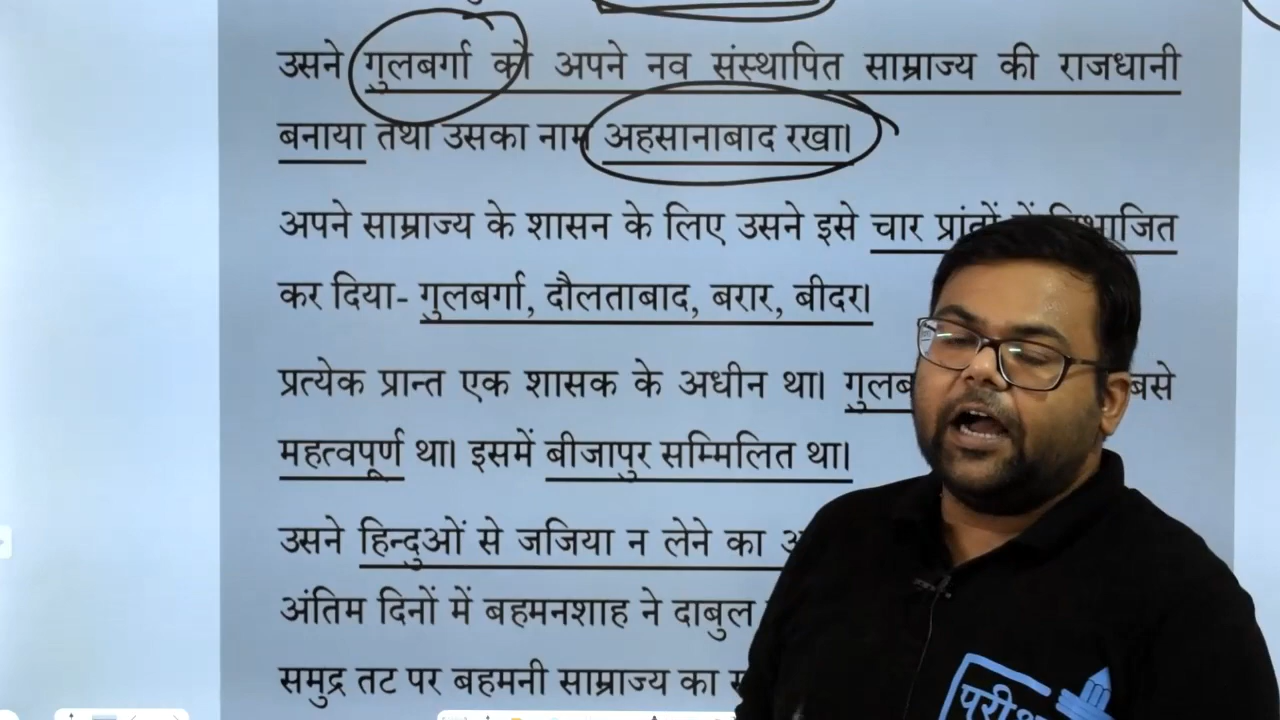 उसने गुलबर्गा को अपने नव संस्थापित साम्राज्य की राजधानी
बनाया तथा उसका नाम अहसानाबाद रखा।
अपने साम्राज्य के शासन के लिए उसने इसे चार प्रांतों में विभाजित
कर दिया- गुलबर्गा, दौलताबाद, बरार, बीदर।
प्रत्येक प्रान्त एक शासक के अधीन था।
महत्वपूर्ण था। इसमें बीजापुर सम्मिलित था।
उसने हिन्दुओं से जजिया न लेने का
अंतिम दिनों में बहमनशाह ने दाबुल
समुद्र तट पर बहमनी साम्राज्य का